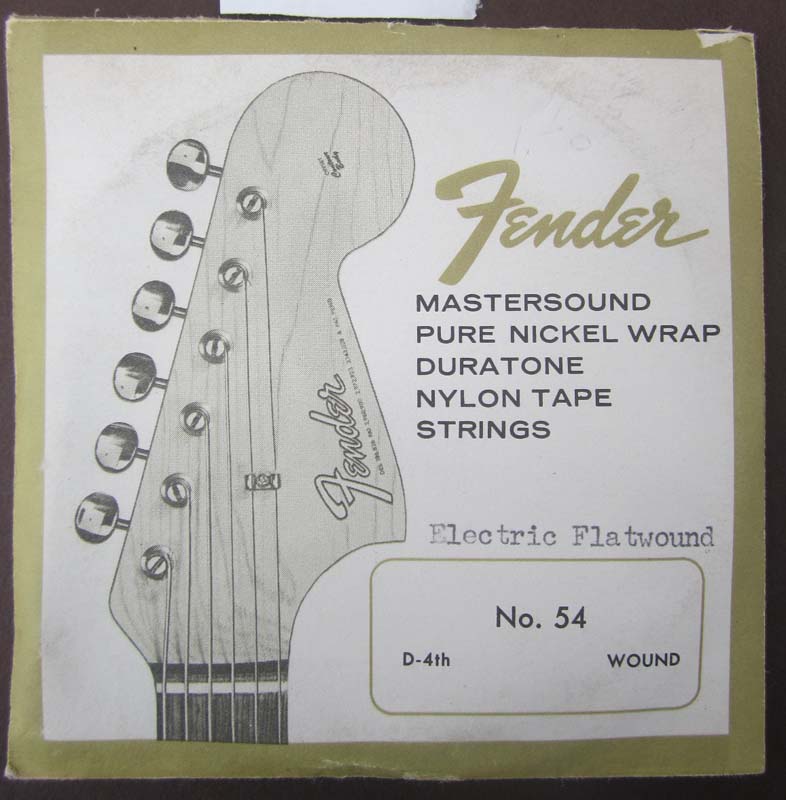 Fender
MASTERSOUND
PURE NICKEL WRAP
DURATONE
NYLON TAPE
STRINGS
Electric Flatwound
No. 54
D-4th WOUND
Fender